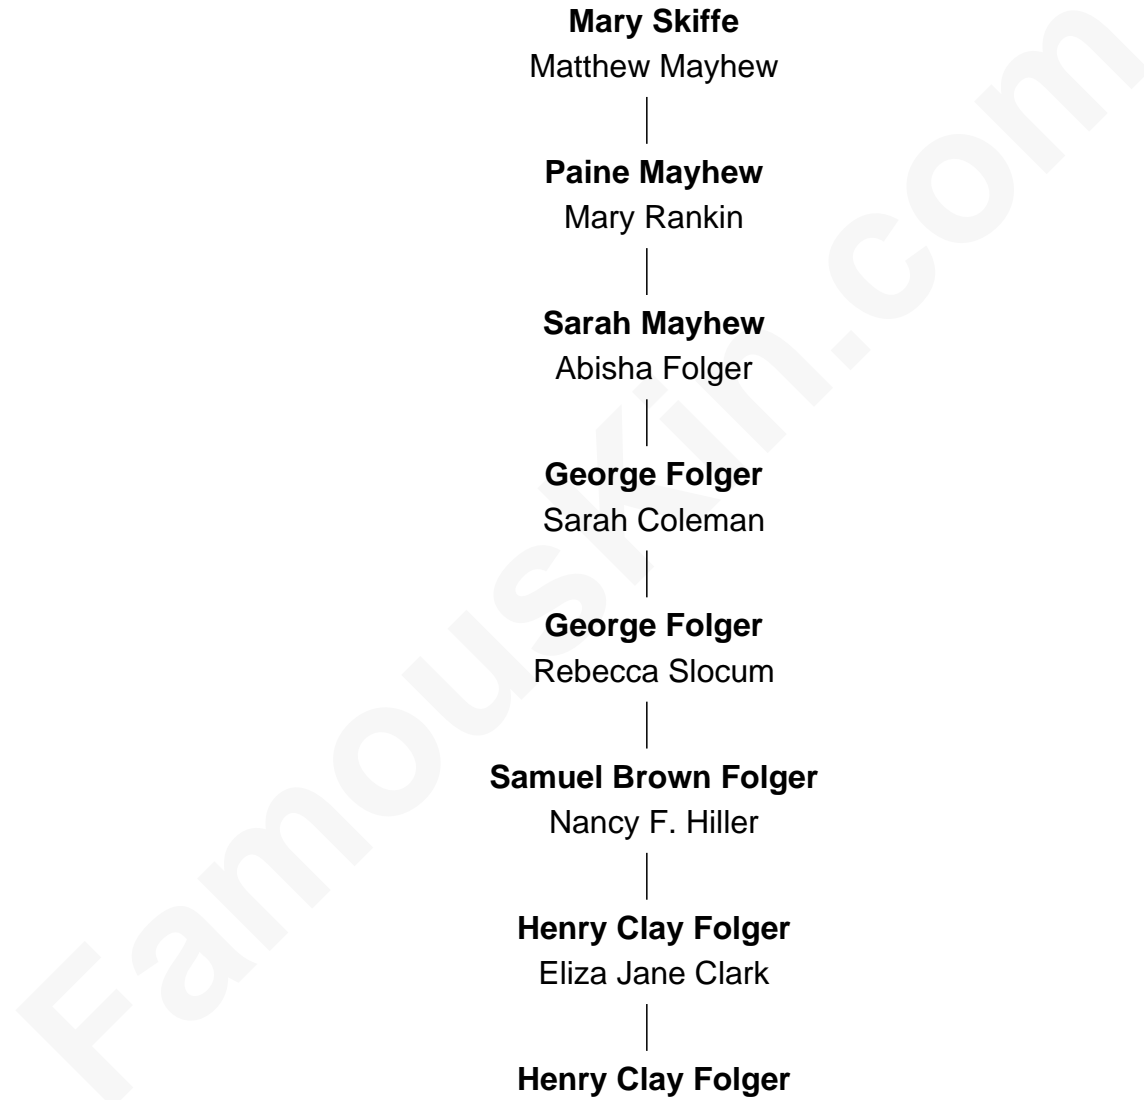 Mary Skiffe
Matthew Mayhew
Paine Mayhew
Mary Rankin
Sarah Mayhew
Abisha Folger
George Folger
Sarah Coleman
George Folger
Rebecca Slocum
Samuel Brown Folger
Nancy F. Hiller
Henry Clay Folger
Eliza Jane Clark
Henry Clay Folger
FamousKin.com